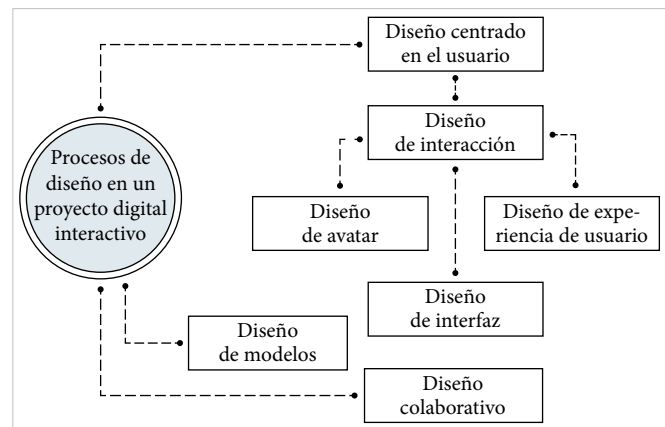 Diseño centrado
en el usuario
Diseño
de interacción
Procesos de
diseño en un
proyecto digital
interactivo
Diseño
de avatar
Diseño de expe-
riencia de usuario
Diseño
de interfaz
Diseño
de modelos
Diseño
colaborativo